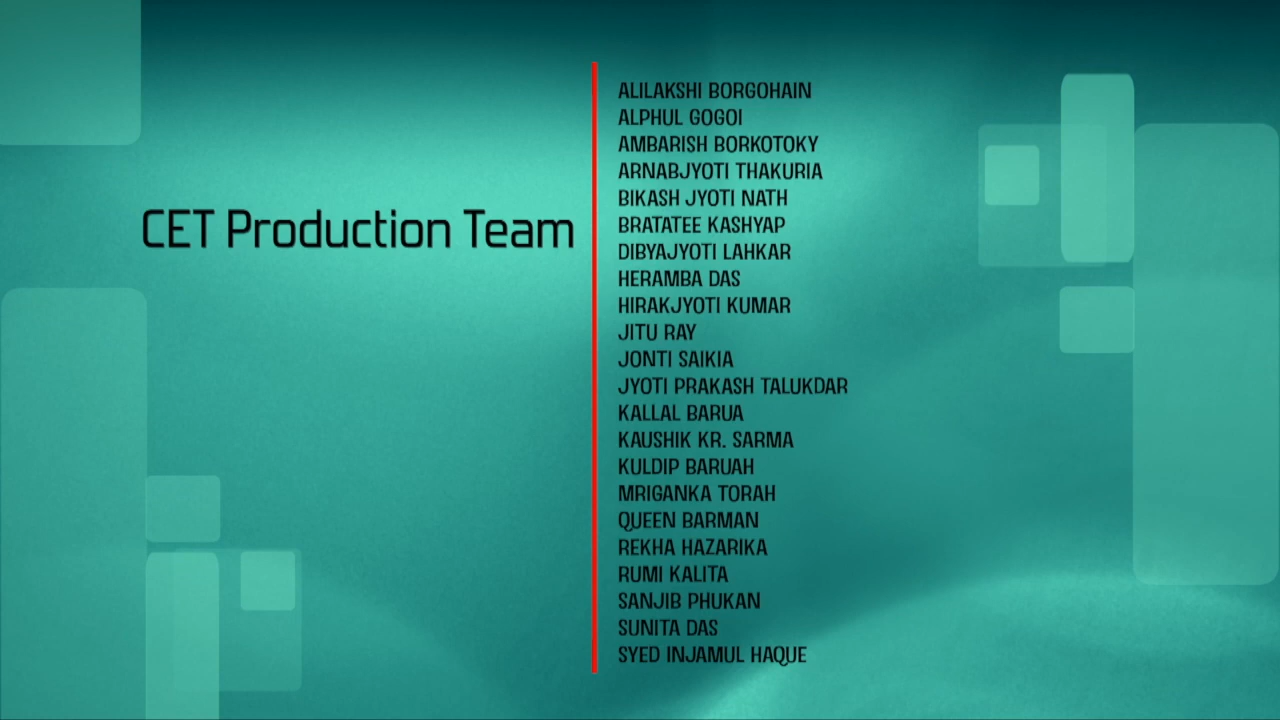 CET Production Team
ALILAKSHI BORGOHAIN
ALPHUL GOGOI
AMBARISH BORKOTOKY
ARNABJYOTI THAKURIA
BIKASH JYOTI NATH
BRATATEE KASHYAP
DIBYAJYOTI LAHKAR
HERAMBA DAS
HIRAKJYOTI KUMAR
JITU RAY
JONTI SAIKIA
JYOTI PRAKASH TALUKDAR
KALLAL BARUA
KAUSHIK KR. SARMA
KULDIP BARUAH
MRIGANKA TORAH
QUEEN BARMAN
REKHA HAZARIKA
RUMI KALITA
SANJIB PHUKAN
SUNITA DAS
SYED INJAMUL HAQUE